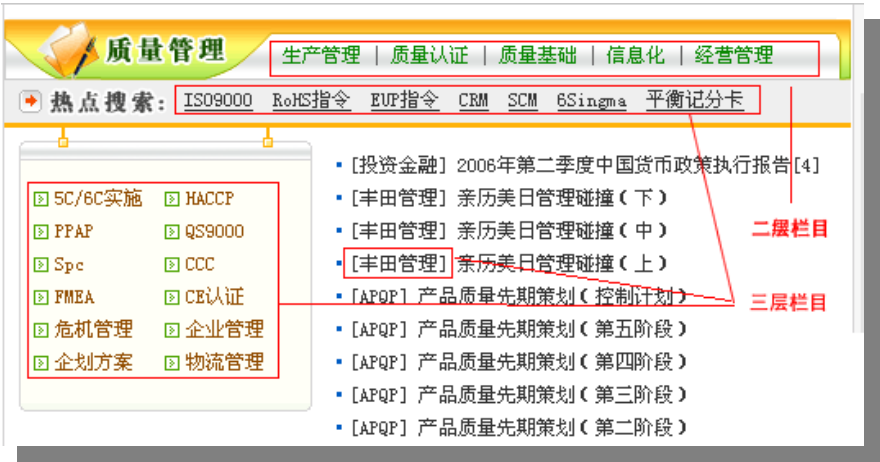 质量管理
生产管理 | 质量认证 | 质量基础 | 信息化 | 经营管理
热点搜索: ISO9000 RoHS指令 EUP指令 CRM SCM 6Singma 平衡记分卡
5C/6C实施 HACCP
PPAP QS9000
Spc CCC
FMEA CE认证
危机管理 企业管理
企划方案 物流管理
[投资金融] 2006年第二季度中国货币政策执行报告[4]
[丰田管理] 亲历美日管理碰撞(下)
[丰田管理] 亲历美日管理碰撞(中)
[丰田管理] 亲历美日管理碰撞(上)
[APQP] 产品质量先期策划(控制计划)
[APQP] 产品质量先期策划(第五阶段)
[APQP] 产品质量先期策划(第四阶段)
[APQP] 产品质量先期策划(第三阶段)
[APQP] 产品质量先期策划(第二阶段)
二层栏目
三层栏目